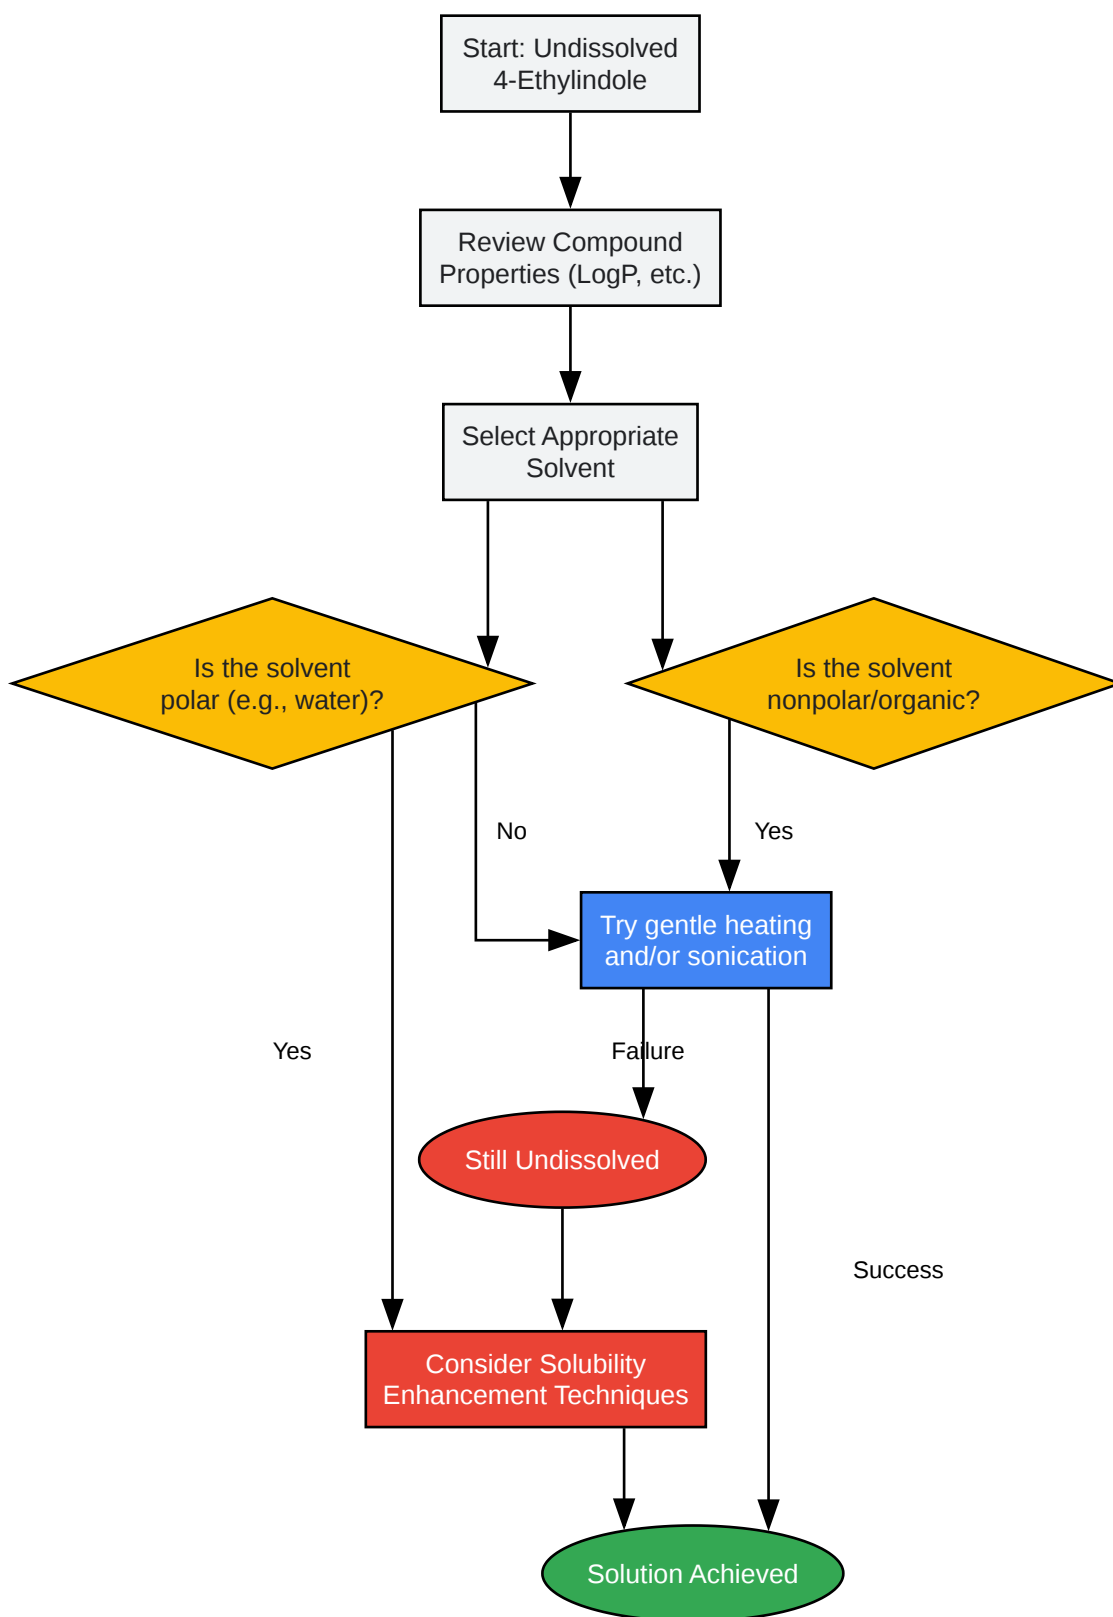 Start: Undissolved
4-Ethylindole
Review Compound
Properties (LogP, etc.)
Select Appropriate
Solvent
Is the solvent
polar (e.g., water)?
Is the solvent
nonpolar/organic?
No
Yes
Try gentle heating
and/or sonication
Yes
Failure
Still Undissolved
Success
Consider Solubility
Enhancement Techniques
Solution Achieved